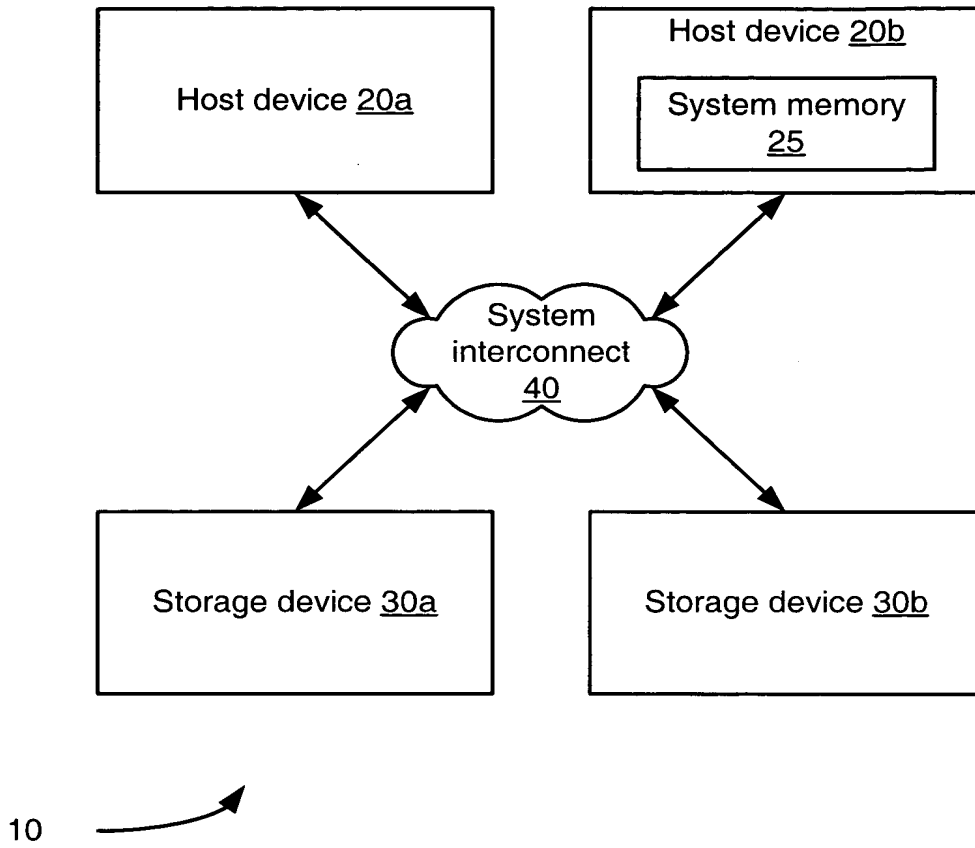 Host device 20a
Host device 20b
System memory
25
System
interconnect
40
Storage device 30a
Storage device 30b
10